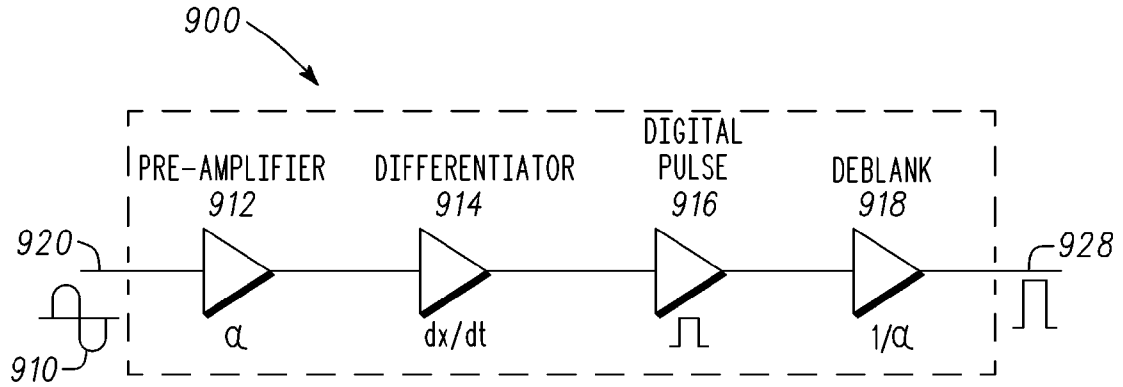 900
PRE-AMPLIFIER
912
DIFFERENTIATOR
914
DIGITAL
PULSE
916
DEBLANK
918
920
928
910
α
dx/dt
1/α